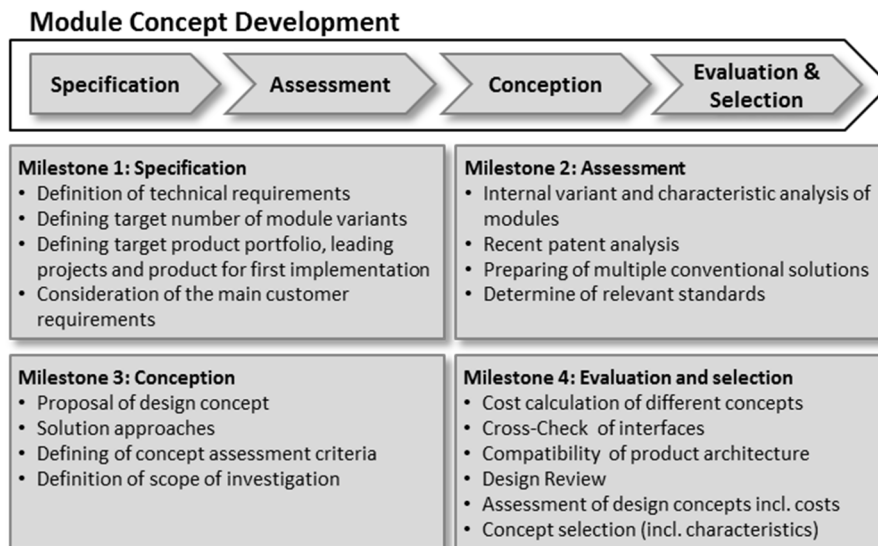 Module Concept Development
Specification
Assessment
Conception
Evaluation &
Selection
Milestone 1: Specification
• Definition of technical requirements
• Defining target number of module variants
• Defining target product portfolio, leading
projects and product for first implementation
• Consideration of the main customer
requirements
Milestone 2: Assessment
• Internal variant and characteristic analysis of
modules
• Recent patent analysis
• Preparing of multiple conventional solutions
• Determine of relevant standards
Milestone 3: Conception
• Proposal of design concept
• Solution approaches
• Defining of concept assessment criteria
• Definition of scope of investigation
Milestone 4: Evaluation and selection
• Cost calculation of different concepts
• Cross-Check of interfaces
• Compatibility of product architecture
• Design Review
• Assessment of design concepts incl. costs
• Concept selection (incl. characteristics)